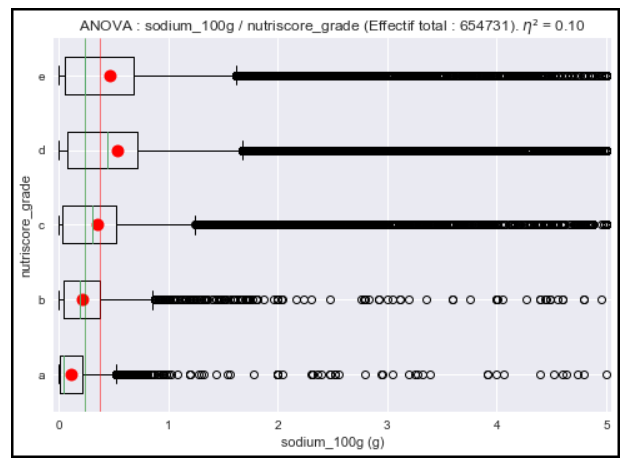 ANOVA : sodium_100g / nutriscore_grade (Effectif total : 654731). η² = 0.10
e
d
c
b
a
nutriscore_grade
0 1 2 3 4 5
sodium_100g (g)